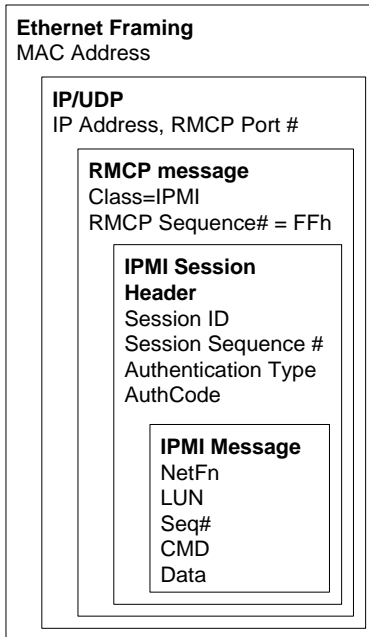 Ethernet Framing
MAC Address
IP/UDP
IP Address, RMCP Port #
RMCP message
Class=IPMI
RMCP Sequence# = FFh
IPMI Session
Header
Session ID
Session Sequence #
Authentication Type
AuthCode
IPMI Message
NetFn
LUN
Seq#
CMD
Data